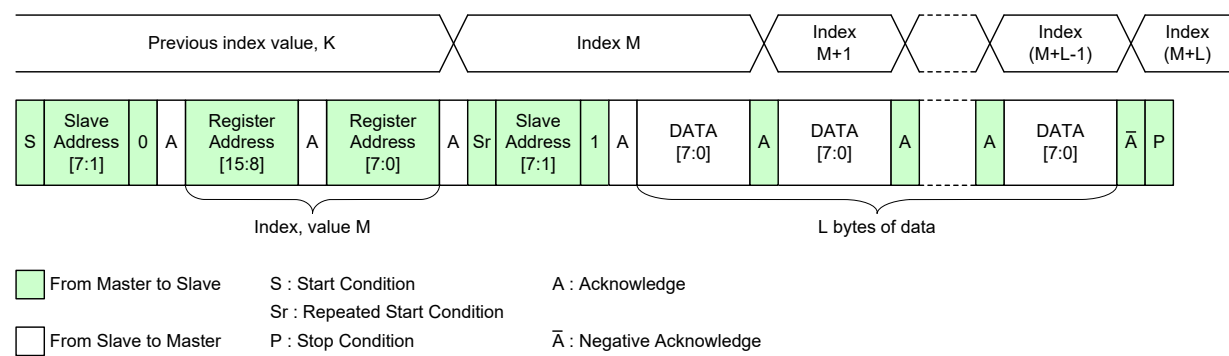 Previous index value, K
Index M
Index
M+1
Index
(M+L-1)
Index
(M+L)
S
Slave
Address
[7:1]
0
A
Register
Address
[15:8]
A
Register
Address
[7:0]
A
Sr
Slave
Address
[7:1]
1
A
DATA
[7:0]
A
DATA
[7:0]
A
A
DATA
[7:0]
A̅
P
Index, value M
L bytes of data
From Master to Slave
S : Start Condition
A : Acknowledge
Sr : Repeated Start Condition
From Slave to Master
P : Stop Condition
A̅ : Negative Acknowledge